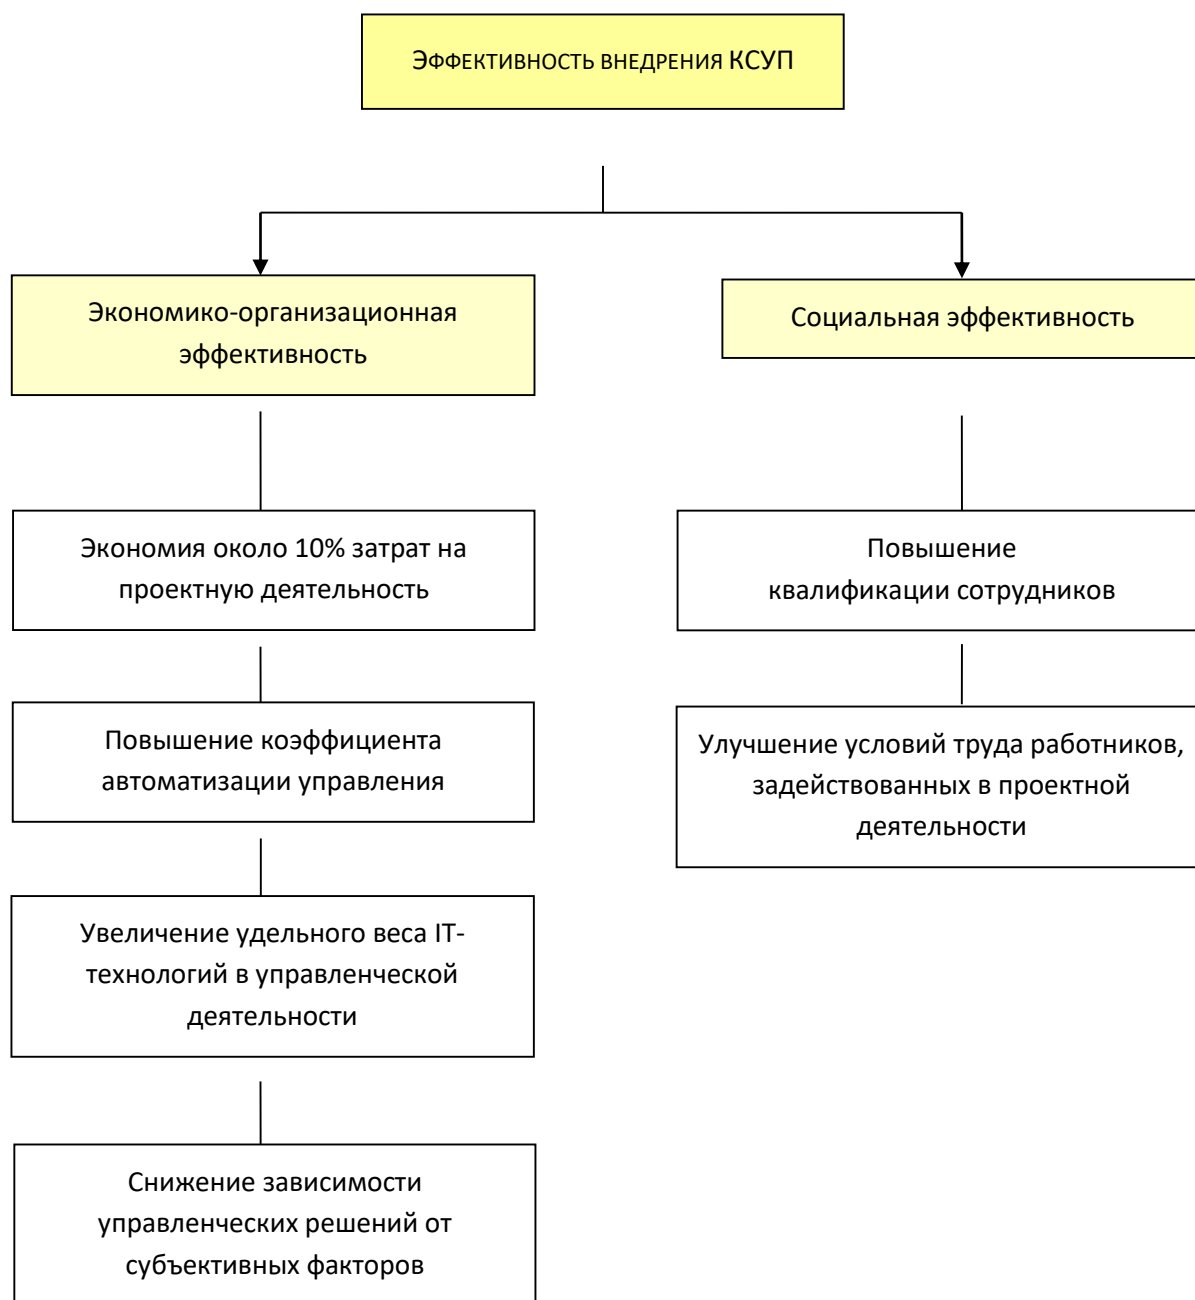 ЭФФЕКТИВНОСТЬ ВНЕДРЕНИЯ КСУП
Экономико-организационная
эффективность
Социальная эффективность
Экономия около 10% затрат на
проектную деятельность
Повышение
квалификации сотрудников
Повышение коэффициента
автоматизации управления
Улучшение условий труда работников,
задействованных в проектной
деятельности
Увеличение удельного веса IT-
технологий в управленческой
деятельности
Снижение зависимости
управленческих решений от
субъективных факторов